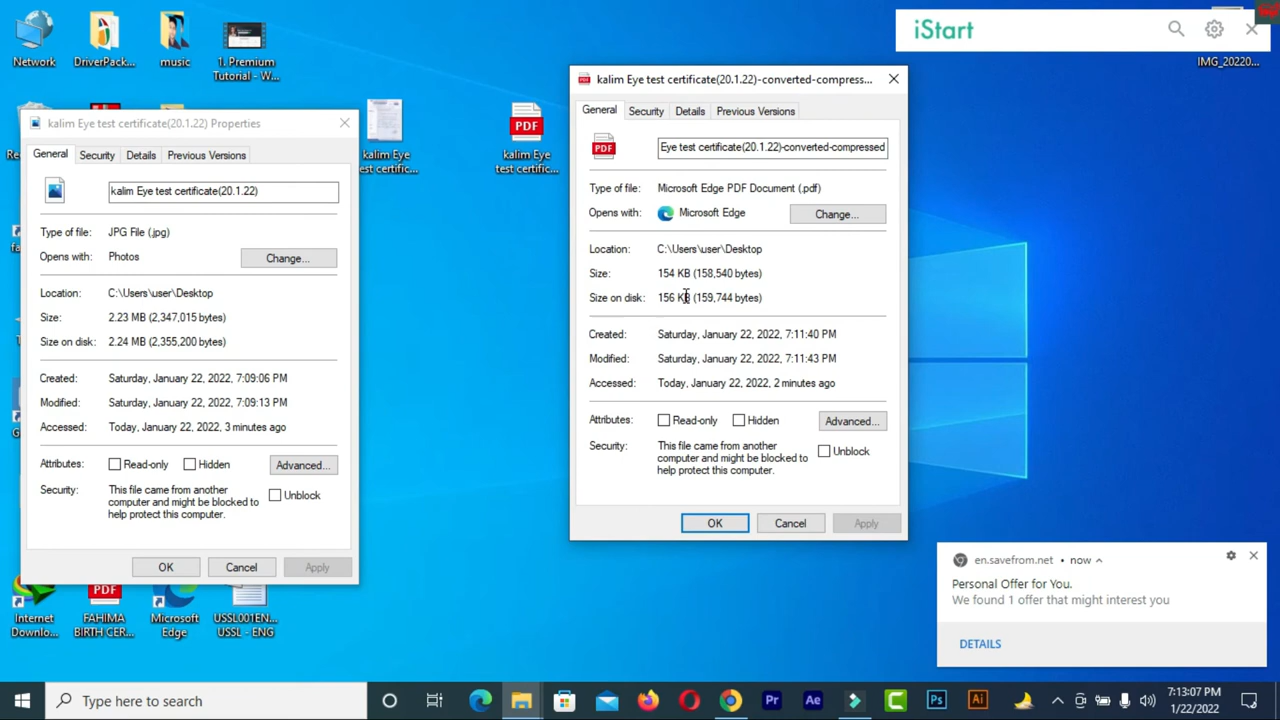 Network
DriverPack...
music
1. Premium
Tutorial - W...
iStart
IMG_20220...
kalim Eye test certificate(20.1.22) Properties
General
Security
Details
Previous Versions
kalim Eye test certificate(20.1.22)
Type of file:
JPG File (.jpg)
Opens with:
Photos
Change...
Location:
C:\Users\user\Desktop
Size:
2.23 MB (2,347,015 bytes)
Size on disk:
2.24 MB (2,355,200 bytes)
Created:
Saturday, January 22, 2022, 7:09:06 PM
Modified:
Saturday, January 22, 2022, 7:09:13 PM
Accessed:
Today, January 22, 2022, 3 minutes ago
Attributes:
Read-only
Hidden
Advanced...
Security:
This file came from another
computer and might be blocked to
help protect this computer.
Unblock
OK
Cancel
Apply
kalim Eye
test certific...
PDF
kalim Eye
test certific...
PDF
kalim Eye test certificate(20.1.22)-converted-compress...
General
Security
Details
Previous Versions
PDF
Eye test certificate(20.1.22)-converted-compressed
Type of file:
Microsoft Edge PDF Document (.pdf)
Opens with:
Microsoft Edge
Change...
Location:
C:\Users\user\Desktop
Size:
154 KB (158,540 bytes)
Size on disk:
156 KB (159,744 bytes)
Created:
Saturday, January 22, 2022, 7:11:40 PM
Modified:
Saturday, January 22, 2022, 7:11:43 PM
Accessed:
Today, January 22, 2022, 2 minutes ago
Attributes:
Read-only
Hidden
Advanced...
Security:
This file came from another
computer and might be blocked to
help protect this computer.
Unblock
OK
Cancel
Apply
Internet
Downlo...
PDF
FAHIMA
BIRTH CER...
Microsoft
Edge
USSL001EN...
USSL - ENG
en.savefrom.net • now
Personal Offer for You.
We found 1 offer that might interest you
DETAILS
Type here to search
Pr
Ae
C
Ps
Ai
7:13:07 PM
1/22/2022